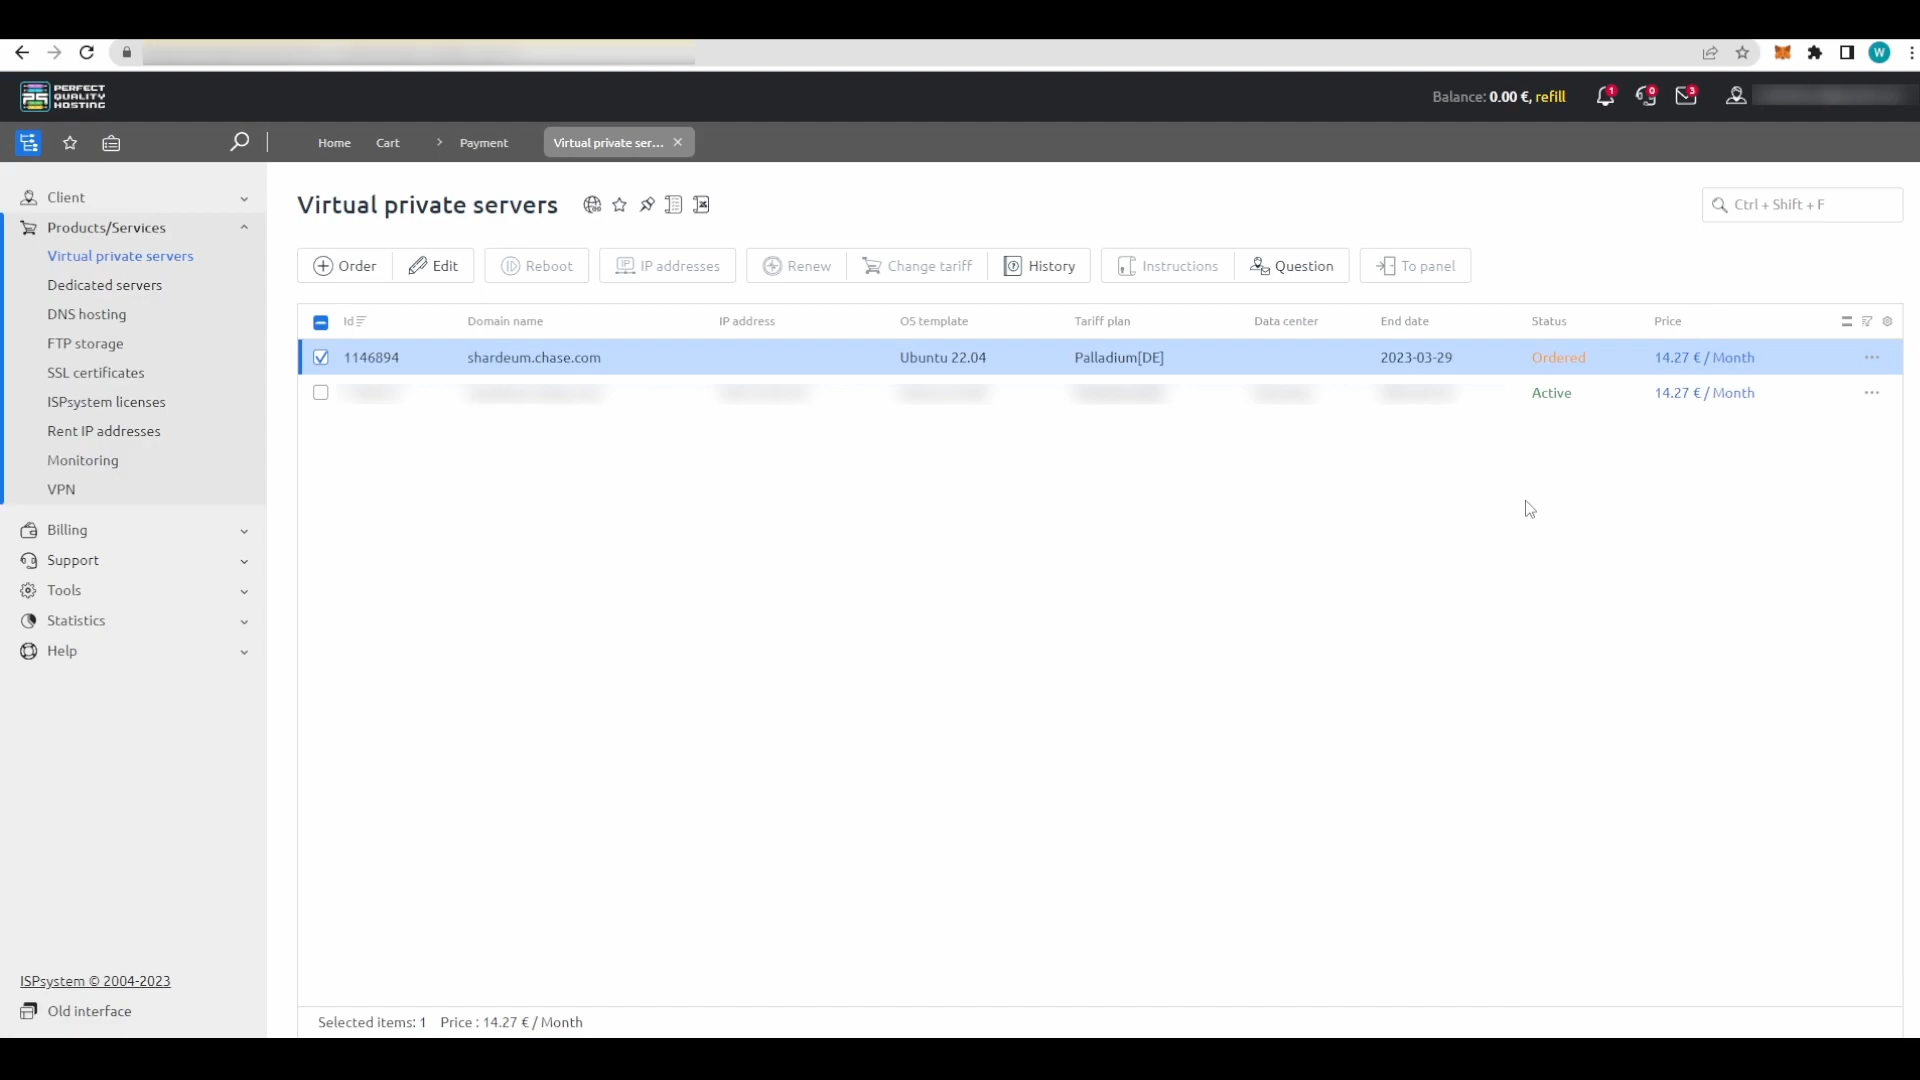 W
PERFECT
QUALITY
HOSTING
Balance: 0.00 €, refill
1
0
3
Home
Cart
Payment
Virtual private ser...
Client
Products/Services
Virtual private servers
Dedicated servers
DNS hosting
FTP storage
SSL certificates
ISPsystem licenses
Rent IP addresses
Monitoring
VPN
Billing
Support
Tools
Statistics
Help
ISPsystem © 2004-2023
Old interface
Virtual private servers
Ctrl + Shift + F
Order
Edit
Reboot
IP addresses
Renew
Change tariff
History
Instructions
Question
To panel
Id Domain name IP address OS template Tariff plan Data center End date Status Price
1146894 shardeum.chase.com Ubuntu 22.04 Palladium[DE] 2023-03-29 Ordered 14.27 € / Month
Active 14.27 € / Month
Selected items: 1 Price : 14.27 € / Month